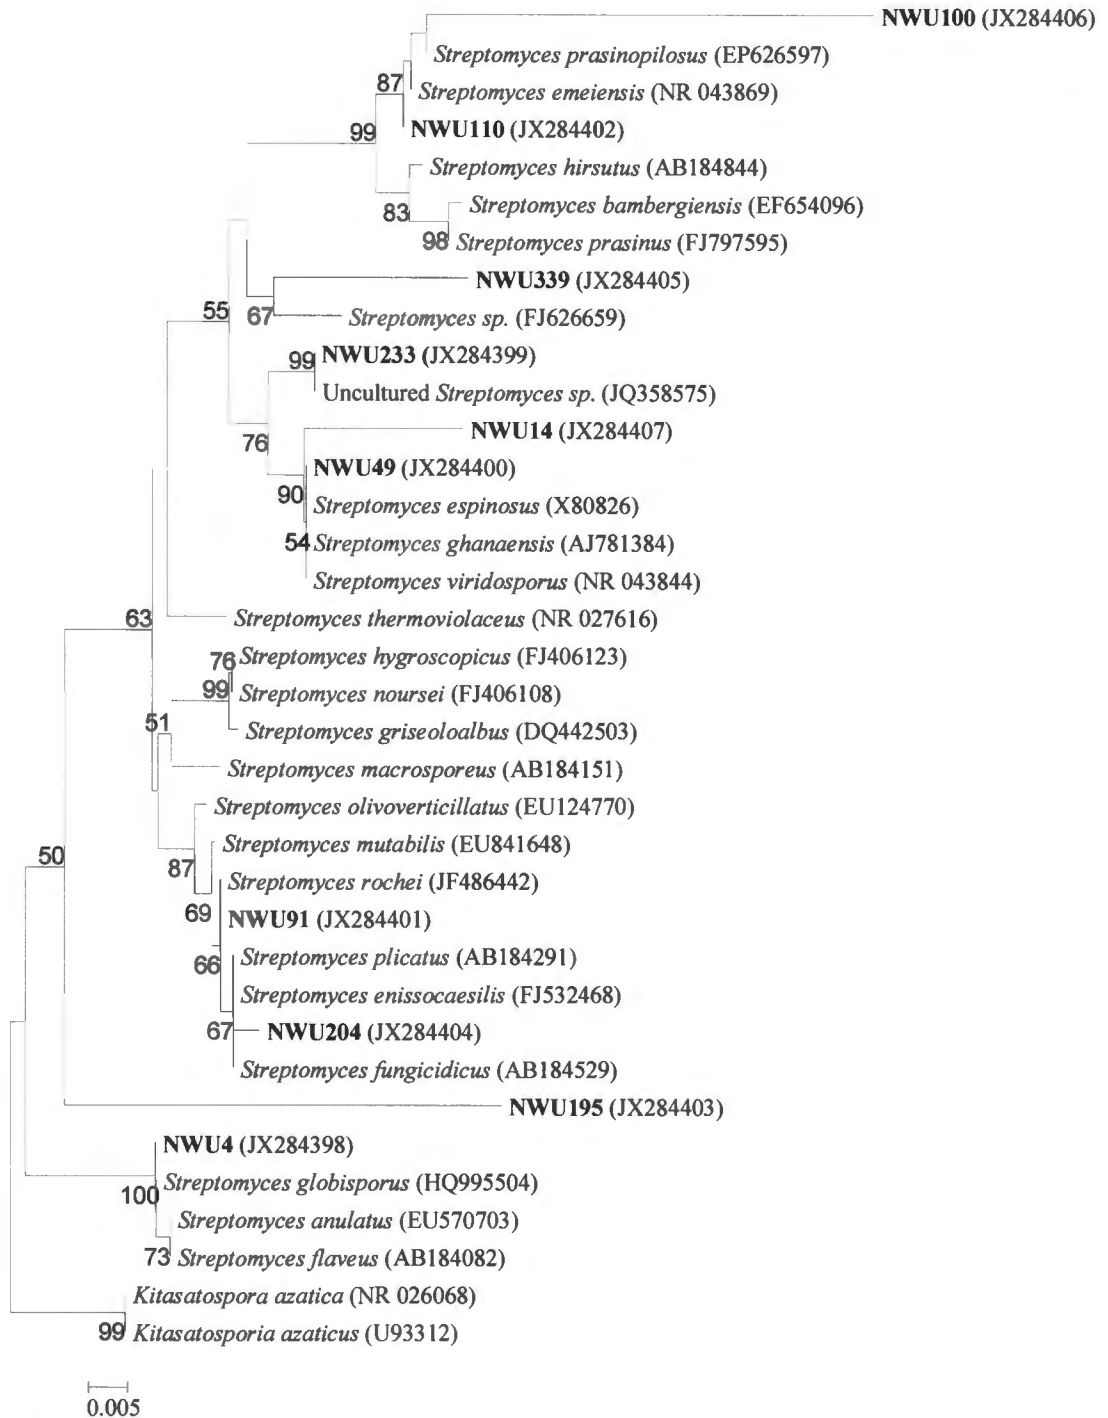 NWU100 (JX284406)
Streptomyces prasinopilosus (EP626597)
87
Streptomyces emeiensis (NR 043869)
99 NWU110 (JX284402)
Streptomyces hirsutus (AB184844)
83 Streptomyces bambergiensis (EF654096)
98 Streptomyces prasinus (FJ797595)
NWU339 (JX284405)
55 67 Streptomyces sp. (FJ626659)
99 NWU233 (JX284399)
Uncultured Streptomyces sp. (JQ358575)
76 NWU14 (JX284407)
NWU49 (JX284400)
90 Streptomyces espinosus (X80826)
54 Streptomyces ghanaensis (AJ781384)
Streptomyces viridosporus (NR 043844)
63 Streptomyces thermoviolaceus (NR 027616)
76 Streptomyces hygroscopicus (FJ406123)
99 Streptomyces noursei (FJ406108)
51 Streptomyces griseoloalbus (DQ442503)
Streptomyces macrosporeus (AB184151)
Streptomyces olivoverticillatus (EU124770)
50 Streptomyces mutabilis (EU841648)
87 Streptomyces rochei (JF486442)
69 NWU91 (JX284401)
66 Streptomyces plicatus (AB184291)
Streptomyces enissocaesilis (FJ532468)
67 NWU204 (JX284404)
Streptomyces fungicidicus (AB184529)
NWU195 (JX284403)
NWU4 (JX284398)
100 Streptomyces globisporus (HQ995504)
Streptomyces anulatus (EU570703)
73 Streptomyces flaveus (AB184082)
Kitasatospora azatica (NR 026068)
99 Kitasatosporia azaticus (U93312)
0.005